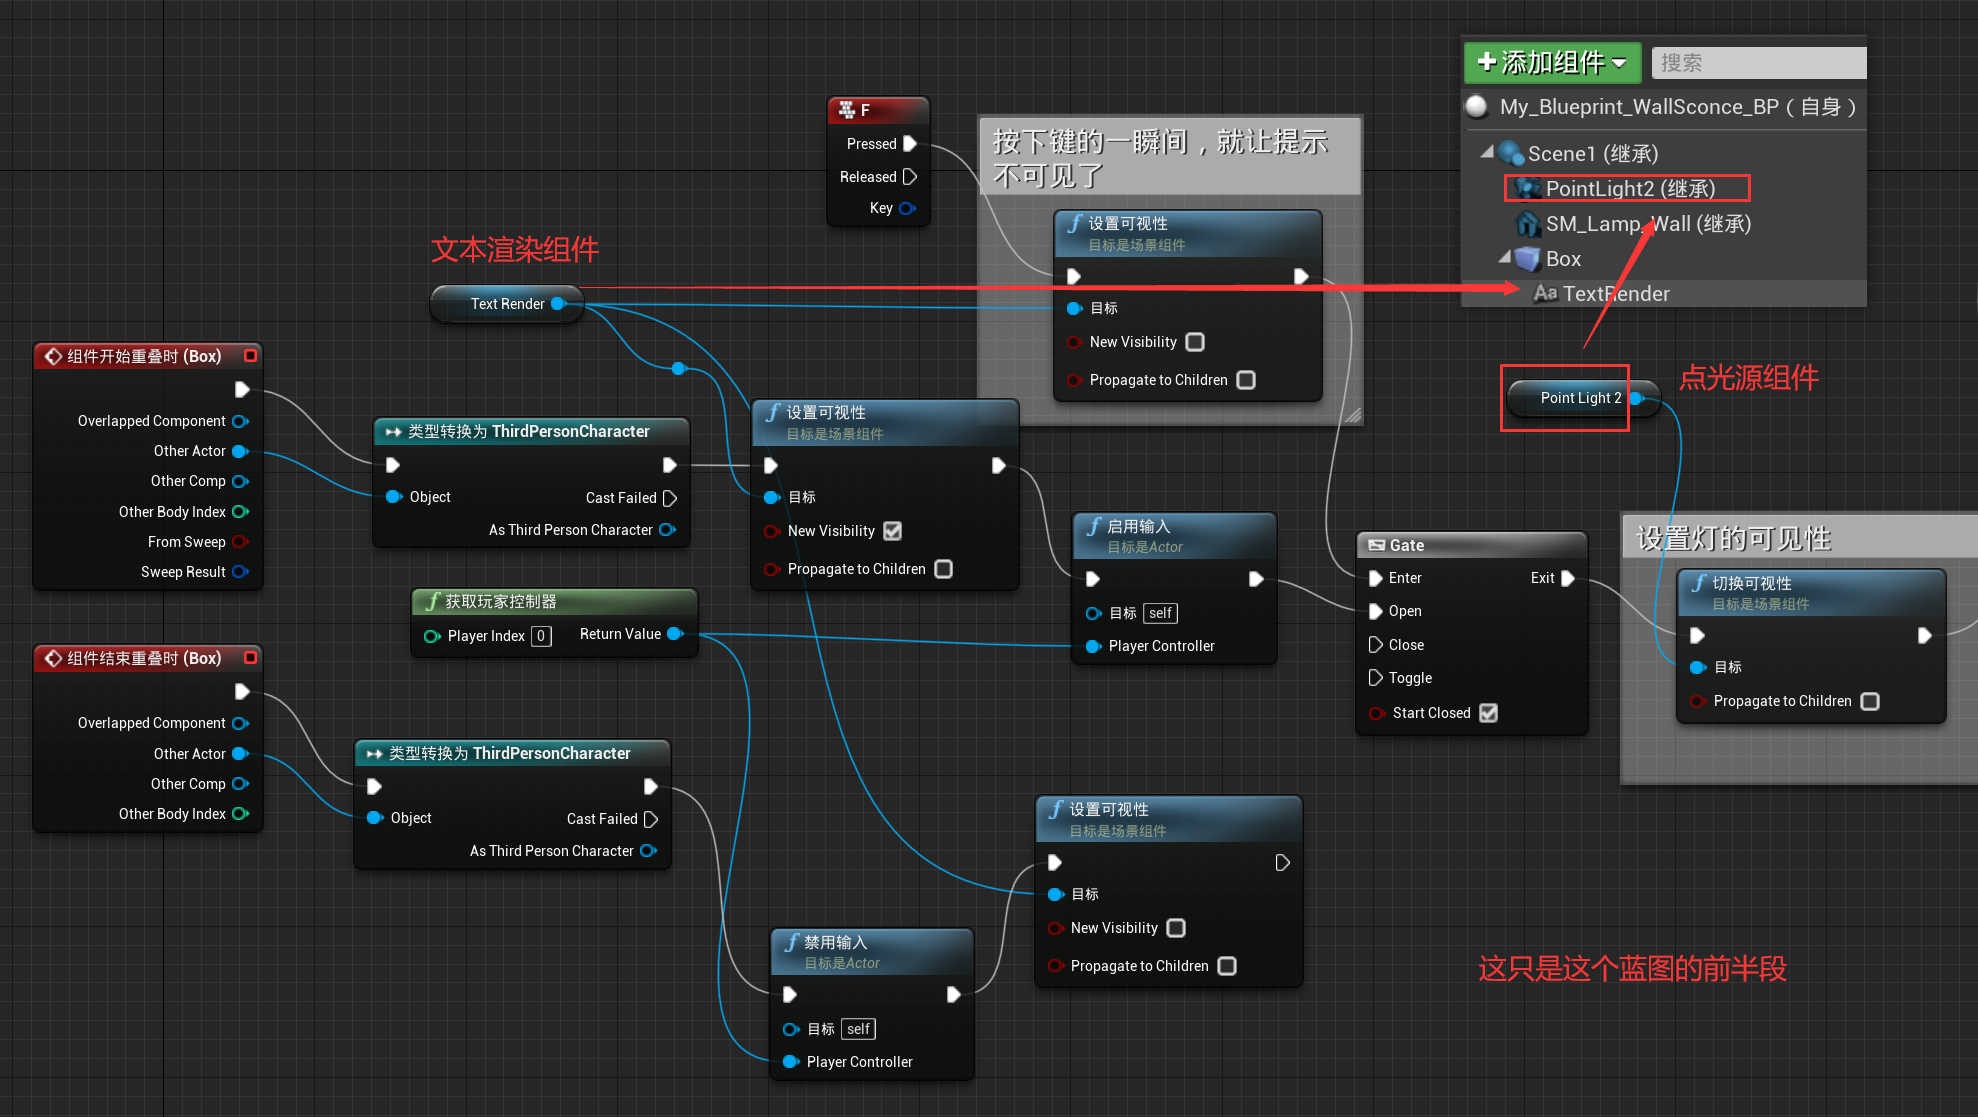 添加组件
搜索
My_Blueprint_WallSconce_BP（自身）
Scene1 (继承)
PointLight2 (继承)
SM_Lamp_Wall (继承)
Box
TextRender
F
Pressed
Released
Key
按下键的一瞬间，就让提示
不可见了
设置可视性
目标是场景组件
目标
New Visibility
Propagate to Children
文本渲染组件
Text Render
点光源组件
Point Light 2
组件开始重叠时 (Box)
Overlapped Component
Other Actor
Other Comp
Other Body Index
From Sweep
Sweep Result
类型转换为 ThirdPersonCharacter
Object
Cast Failed
As Third Person Character
设置可视性
目标是场景组件
目标
New Visibility
Propagate to Children
启用输入
目标是Actor
目标 self
Player Controller
Gate
Enter
Exit
Open
Close
Toggle
Start Closed
设置灯的可见性
切换可视性
目标是场景组件
目标
Propagate to Children
获取玩家控制器
Player Index 0
Return Value
组件结束重叠时 (Box)
Overlapped Component
Other Actor
Other Comp
Other Body Index
类型转换为 ThirdPersonCharacter
Object
Cast Failed
As Third Person Character
禁用输入
目标是Actor
目标 self
Player Controller
设置可视性
目标是场景组件
目标
New Visibility
Propagate to Children
这只是这个蓝图的前半段